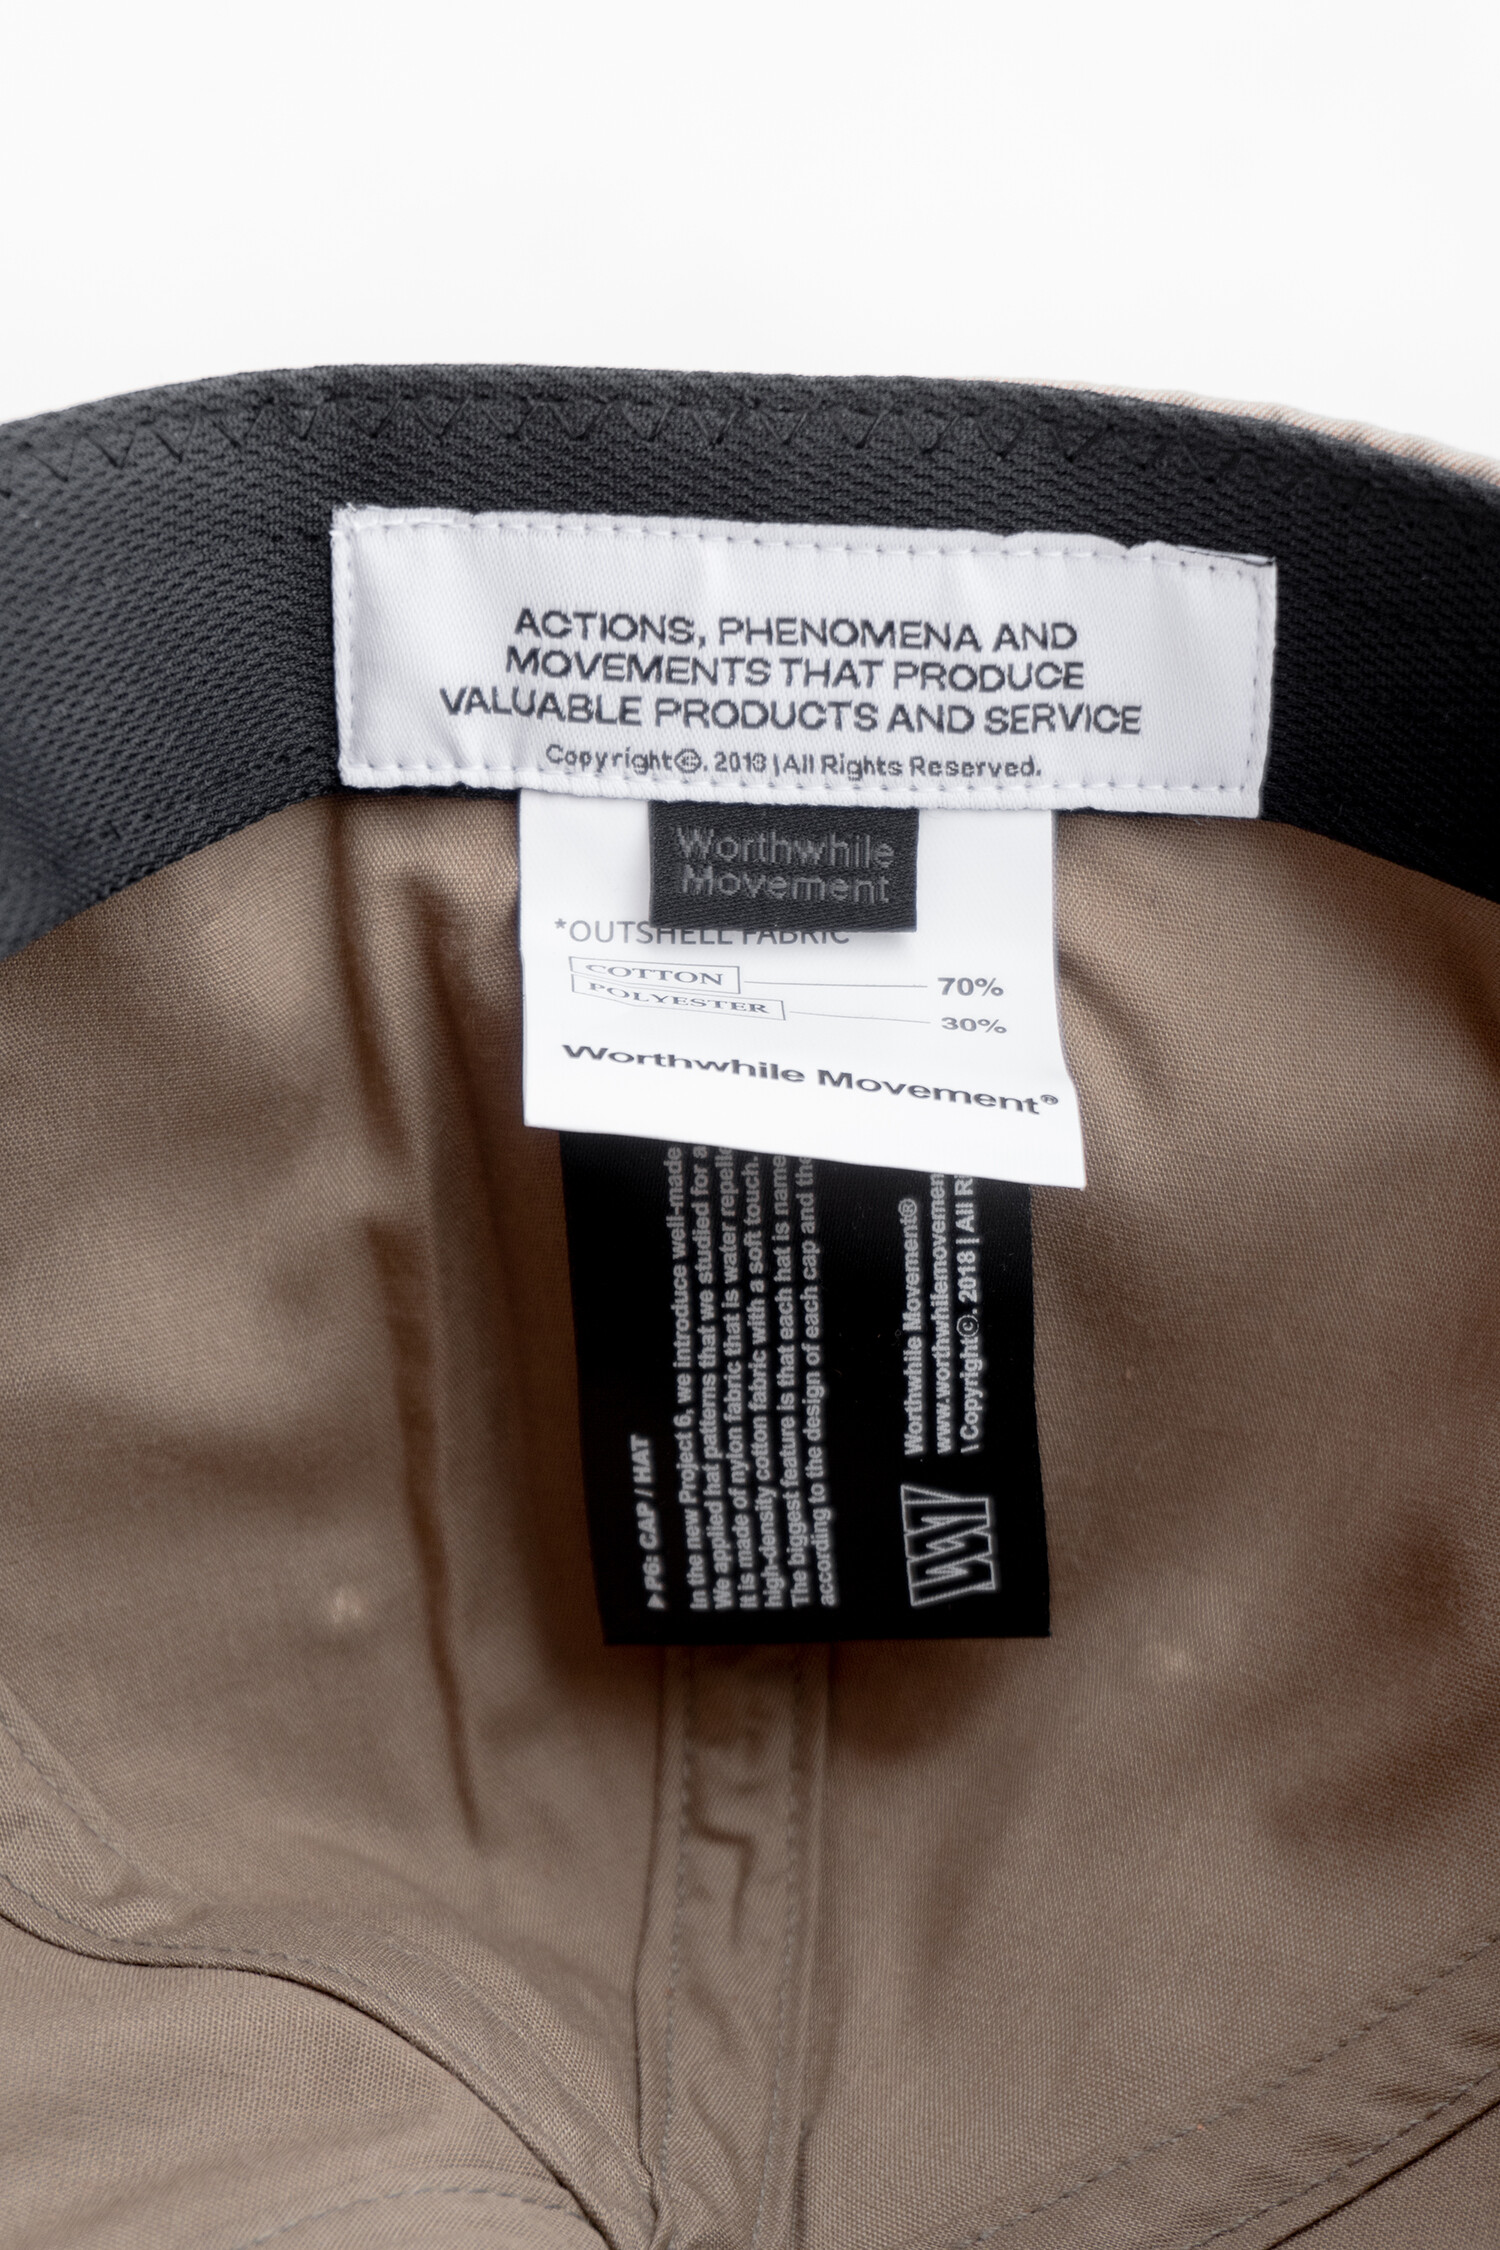 ACTIONS, PHENOMENA AND
MOVEMENTS THAT PRODUCE
VALUABLE PRODUCTS AND SERVICE
Copyright©. 2018 | All Rights Reserved.
Worthwhile
Movement
*OUTSHELL FABRIC
COTTON 70%
POLYESTER 30%
Worthwhile Movement®
▶P6: CAP / HAT
In the new Project 6, we introduce well-made
We applied hat patterns that we studied for a
it is made of nylon fabric that is water repelle
high-density cotton fabric with a soft touch.
The biggest feature is that each hat is name
according to the design of each cap and the
Worthwhile Movement®
www.worthwhilemovemen
\ Copyright©. 2018 | All R